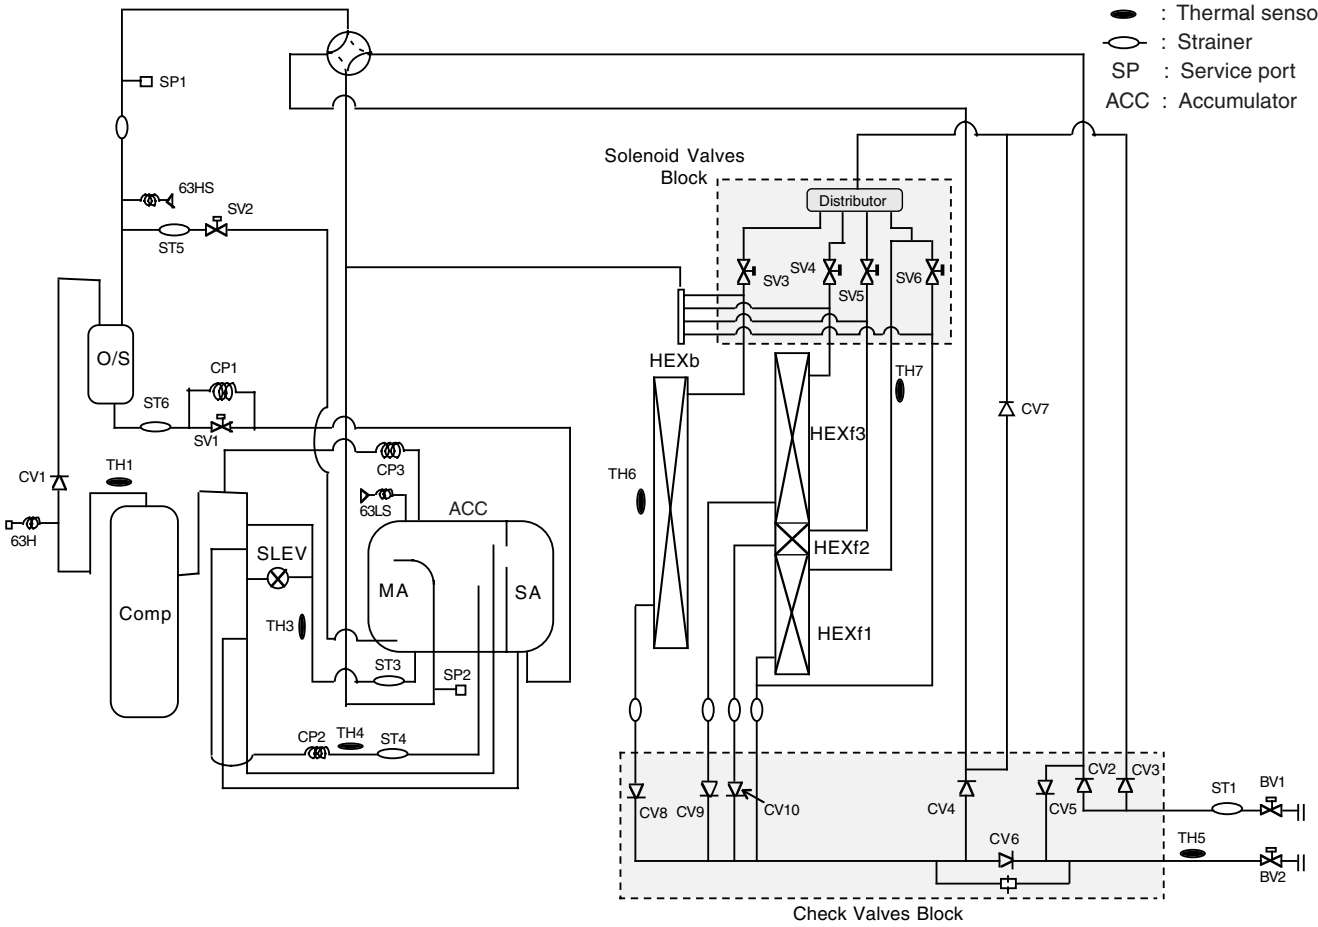 : Thermal senso
: Strainer
SP : Service port
ACC : Accumulator
SP1
63HS
SV2
ST5
Solenoid Valves
Block
Distributor
SV3
SV4
SV5
SV6
O/S
CP1
ST6
SV1
HEXb
TH7
CV7
HEXf3
CV1
TH1
CP3
TH6
63H
63LS
ACC
SLEV
HEXf2
MA
SA
Comp
TH3
HEXf1
ST3
SP2
CP2
TH4
ST4
CV8
CV9
CV10
CV4
CV5
CV2
CV3
ST1
BV1
CV6
TH5
BV2
Check Valves Block